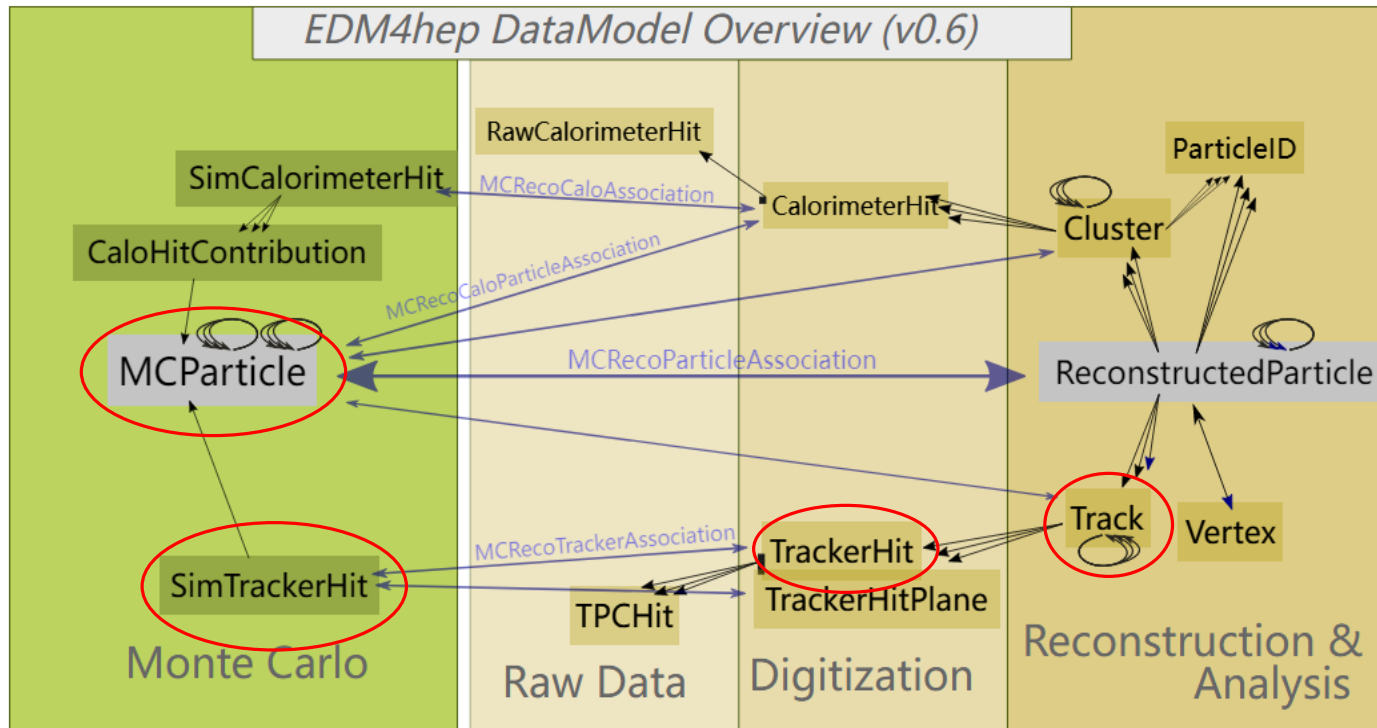 EDM4hep DataModel Overview (v0.6)
RawCalorimeterHit
ParticleID
SimCalorimeterHit
MCRecoCaloAssociation
CalorimeterHit
Cluster
CaloHitContribution
MCRecoCaloParticleAssociation
MCParticle
MCRecoParticleAssociation
ReconstructedParticle
MCRecoTrackerAssociation
TrackerHit
Track
Vertex
SimTrackerHit
TPCHit
TrackerHitPlane
Monte Carlo
Raw Data
Digitization
Reconstruction &
Analysis